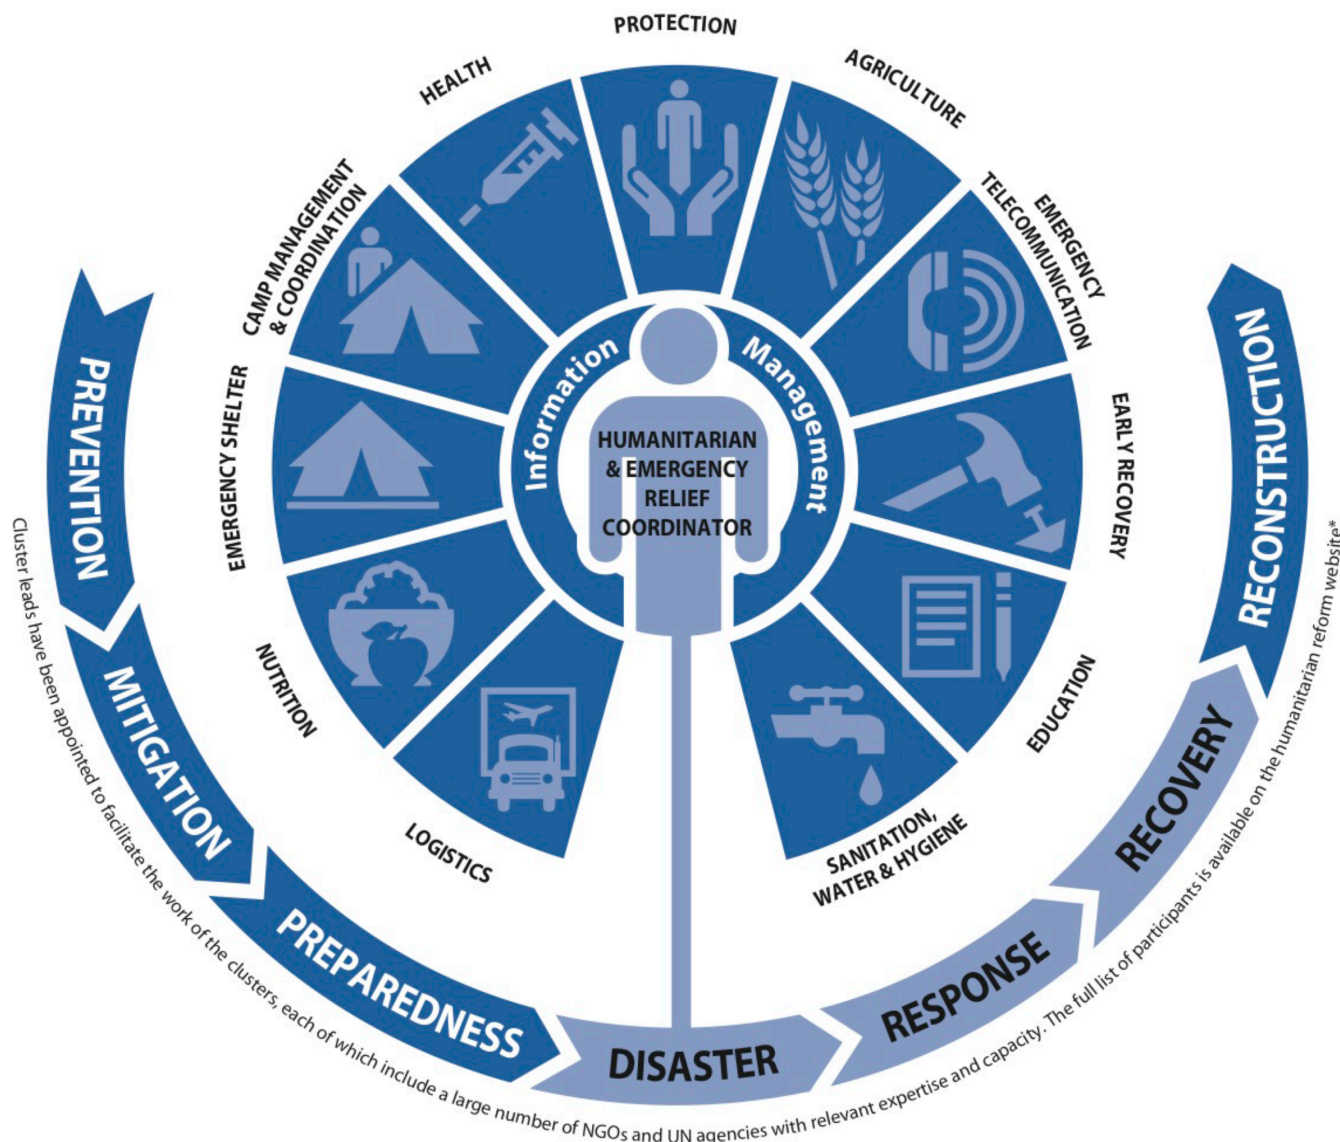 PROTECTION
HEALTH
AGRICULTURE
CAMP MANAGEMENT
& COORDINATION
EMERGENCY
TELECOMMUNICATION
EMERGENCY SHELTER
EARLY RECOVERY
NUTRITION
EDUCATION
LOGISTICS
SANITATION,
WATER & HYGIENE
Information
Management
HUMANITARIAN
& EMERGENCY
RELIEF
COORDINATOR
PREVENTION
MITIGATION
PREPAREDNESS
DISASTER
RESPONSE
RECOVERY
RECONSTRUCTION
Cluster leads have been appointed to facilitate the work of the clusters, each of which include a large number of NGOs and UN agencies with relevant expertise and capacity. The full list of participants is available on the humanitarian reform website*